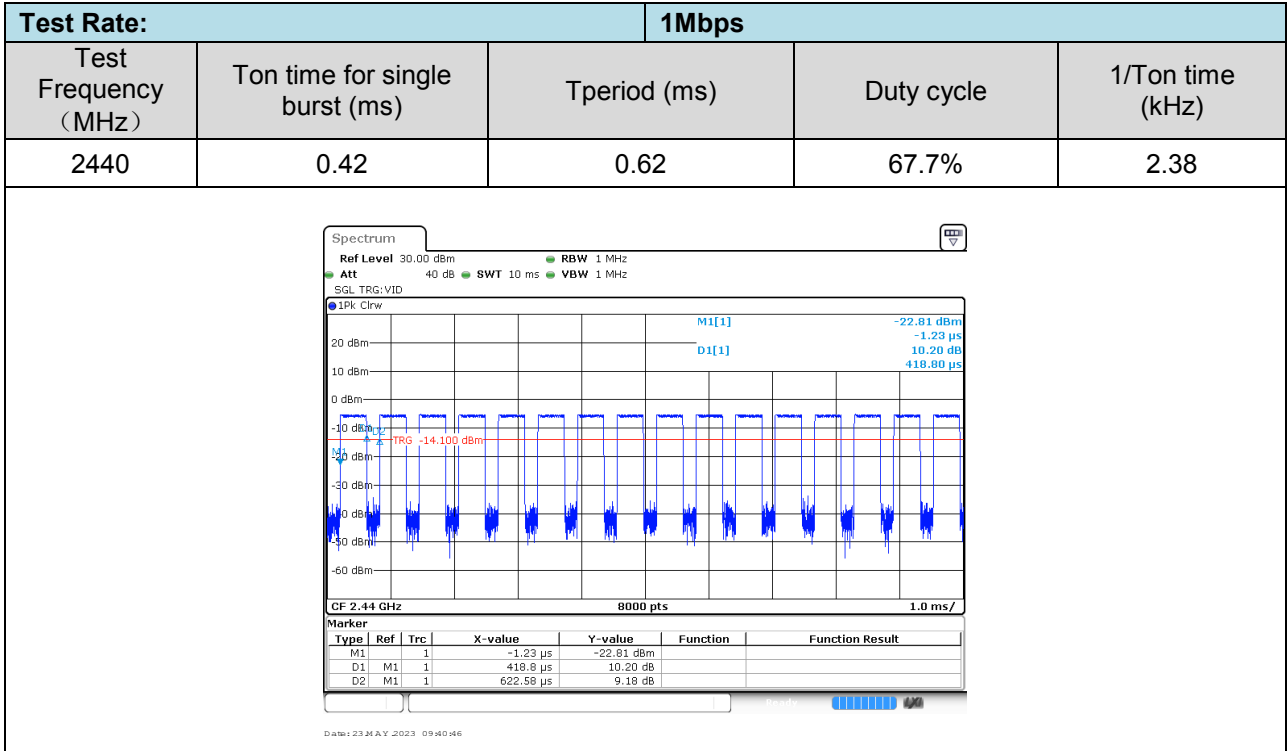 Test Rate: 1Mbps
Test Frequency （MHz） Ton time for single burst (ms) Tperiod (ms) Duty cycle 1/Ton time (kHz)
2440 0.42 0.62 67.7% 2.38
Spectrum
Ref Level 30.00 dBm RBW 1 MHz
Att 40 dB SWT 10 ms VBW 1 MHz
SGL TRG:VID
1Pk Clrw
M1[1] -22.81 dBm
-1.23 µs
20 dBm
D1[1] 10.20 dB
418.80 µs
10 dBm
0 dBm
-10 dBm
D2
TRG -14.100 dBm
M1
-20 dBm
-30 dBm
-50 dBm
-60 dBm
CF 2.44 GHz 8000 pts 1.0 ms/
Marker
Type Ref Trc X-value Y-value Function Function Result
M1 1 -1.23 µs -22.81 dBm
D1 M1 1 418.8 µs 10.20 dB
D2 M1 1 622.58 µs 9.18 dB
Ready
Date: 23.MAY.2023 09:40:46